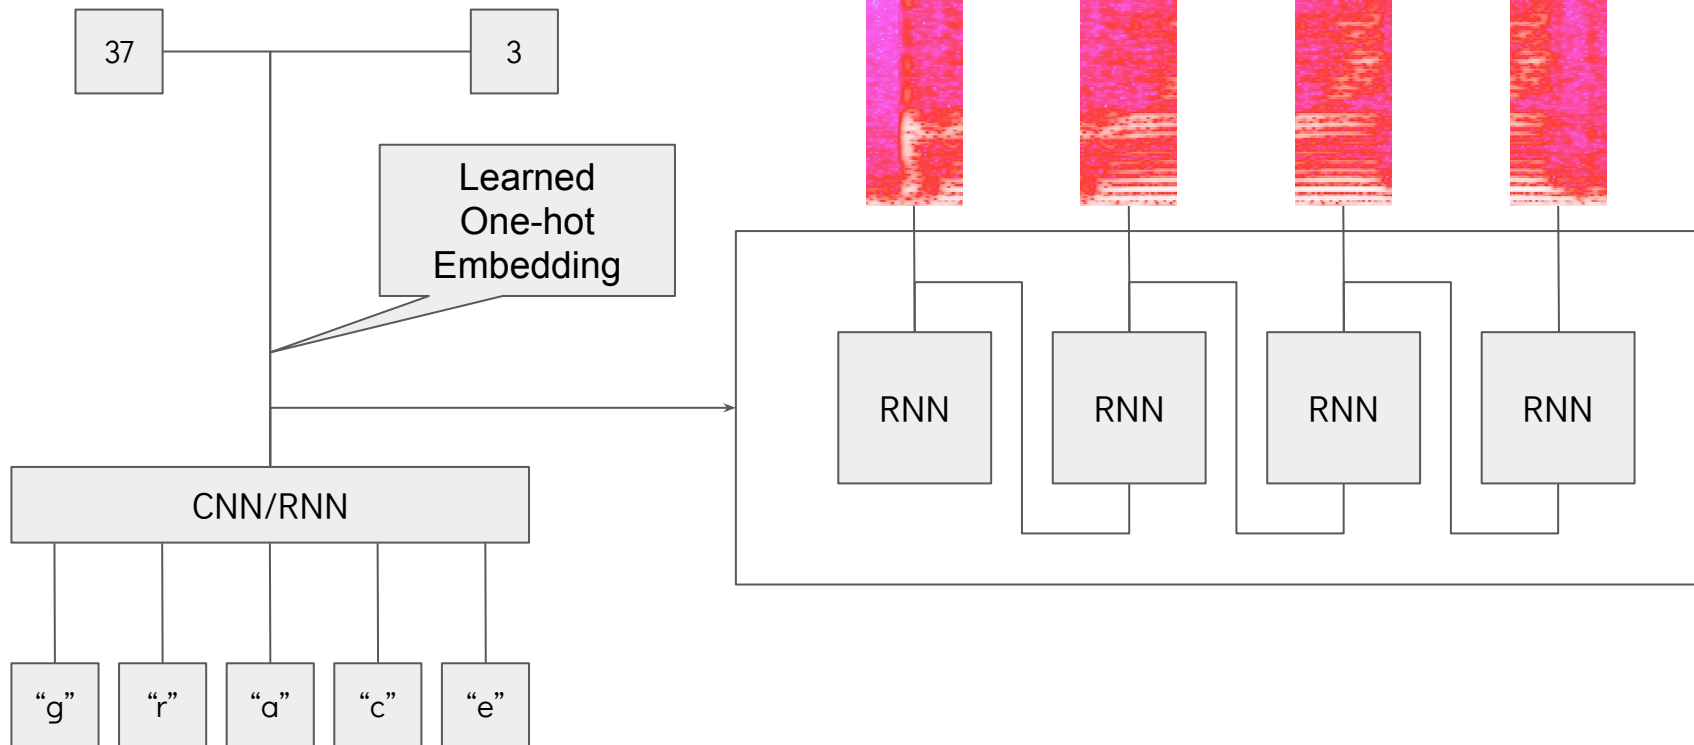 37
3
Learned
One-hot
Embedding
RNN
RNN
RNN
RNN
CNN/RNN
“g”
“r”
“a”
“c”
“e”